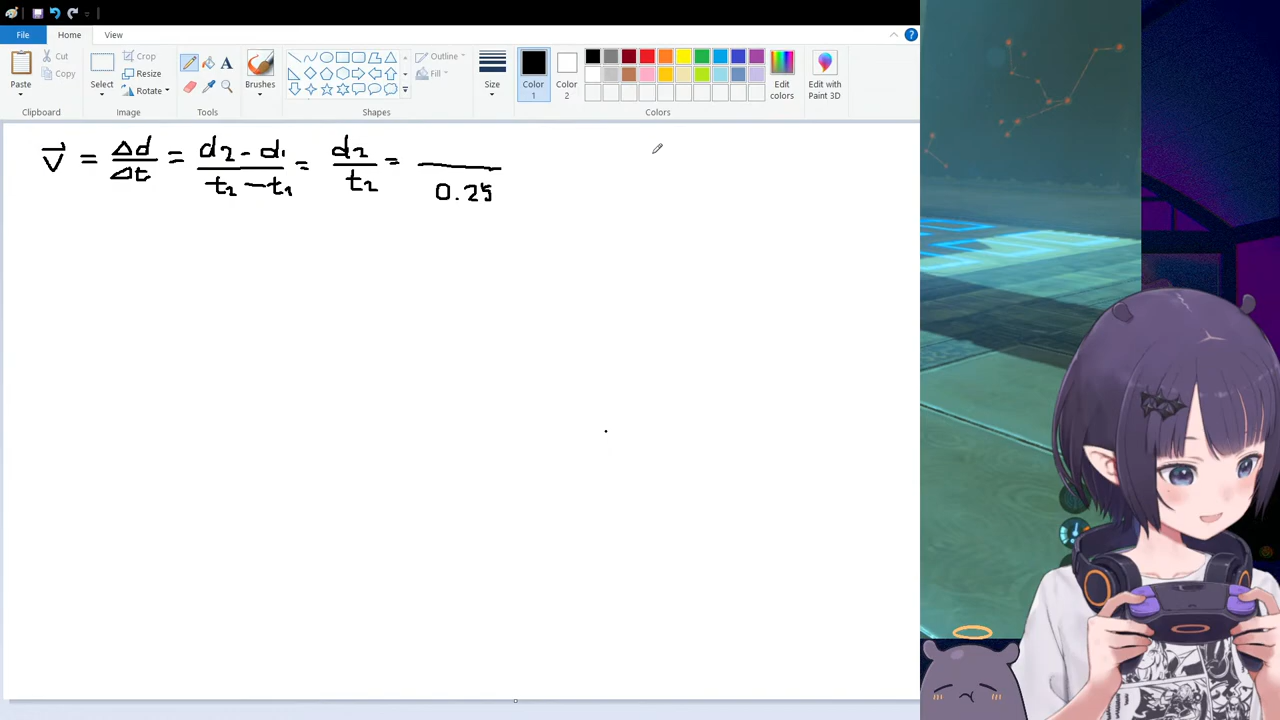 File
Home
View
Paste
Cut
Copy
Clipboard
Select
Crop
Resize
Rotate
Image
A
Tools
Brushes
Outline
Fill
Shapes
Size
Color 1
Color 2
Edit colors
Edit with Paint 3D
Colors
v⃗ = Δd/Δt = (d2 - d1)/(t2 - t1) = d2/t2 = /0.25